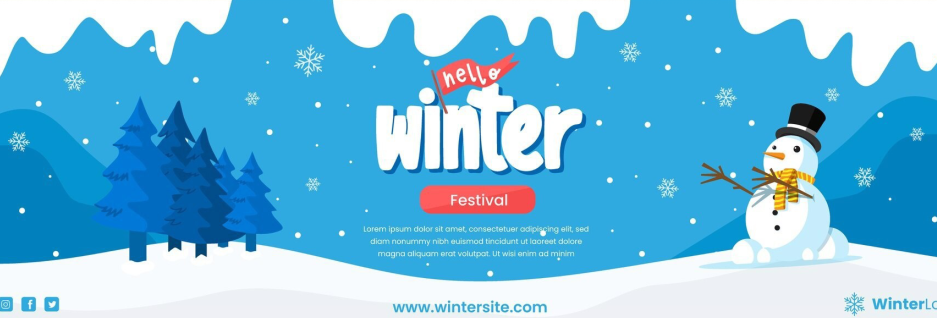 hello
winter
Festival
Lorem ipsum dolor sit amet, consectetuer adipiscing elit, sed
diam nonummy nibh euismod tincidunt ut laoreet dolore
magna aliquam erat volutpat. Ut wisi enim ad minim
www.wintersite.com
WinterLo